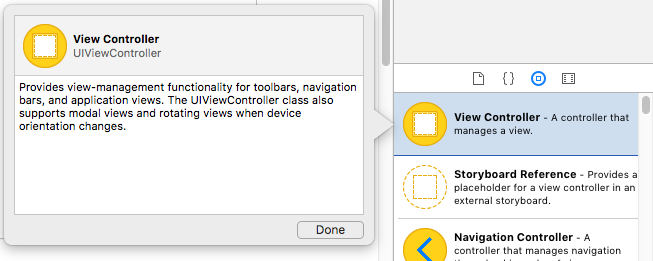 View Controller
UIViewController
Provides view-management functionality for toolbars, navigation
bars, and application views. The UIViewController class also
supports modal views and rotating views when device
orientation changes.
Done
{}
View Controller - A controller that
manages a view.
Storyboard Reference - Provides a
placeholder for a view controller in an
external storyboard.
Navigation Controller - A
controller that manages navigation